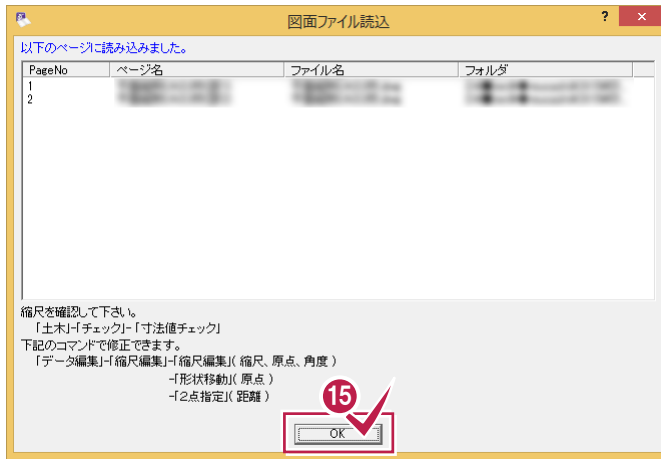 図面ファイル読込
? ×
以下のページに読み込みました。
PageNo ページ名 ファイル名 フォルダ
1
2
縮尺を確認して下さい。
「土木」-「チェック」-「寸法値チェック」
下記のコマンドで修正できます。
「データ編集」-「縮尺編集」-「縮尺編集」( 縮尺、原点、角度 )
-「形状移動」( 原点 )
-「2点指定」( 距離 )
15
OK